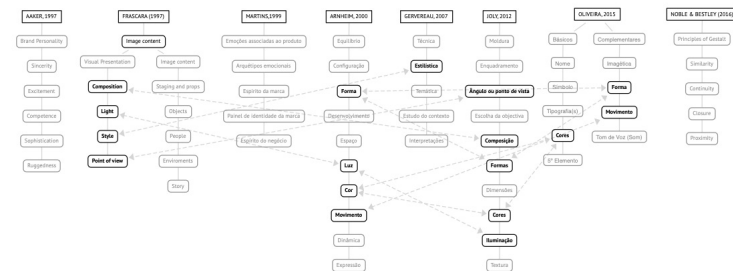 AAKER, 1997
Brand Personality
Sincerity
Excitement
Competence
Sophistication
Ruggedness
FRASCARA (1997)
Image content
Visual Presentation
Image content
Composition
Staging and props
Light
Objects
Style
People
Point of view
Enviroments
Story
MARTINS,1999
Emoções associadas ao produto
Arquétipos emocionais
Espírito da marca
Painel de identidade da marca
Espírito de negócio
ARNHEIM, 2000
Equilíbrio
Configuração
Forma
Desenvolvimento
Espaço
Luz
Cor
Movimento
Dinâmica
Expressão
GERVEREAU, 2007
Técnica
Estilística
Temática
Estudo do contexto
Interpretações
JOLY, 2012
Moldura
Enquadramento
Ângulo ou ponto de vista
Escolha da objectiva
Composição
Formas
Dimensões
Cores
Iluminação
Textura
OLIVEIRA, 2015
Básicos
Complementares
Nome
Imagético
Símbolo
Forma
Tipografia(s)
Movimento
Cores
Tom de Voz (Som)
5º Elemento
NOBLE & BESTLEY (2016)
Principles of Gestalt
Similarity
Continuity
Closure
Proximity